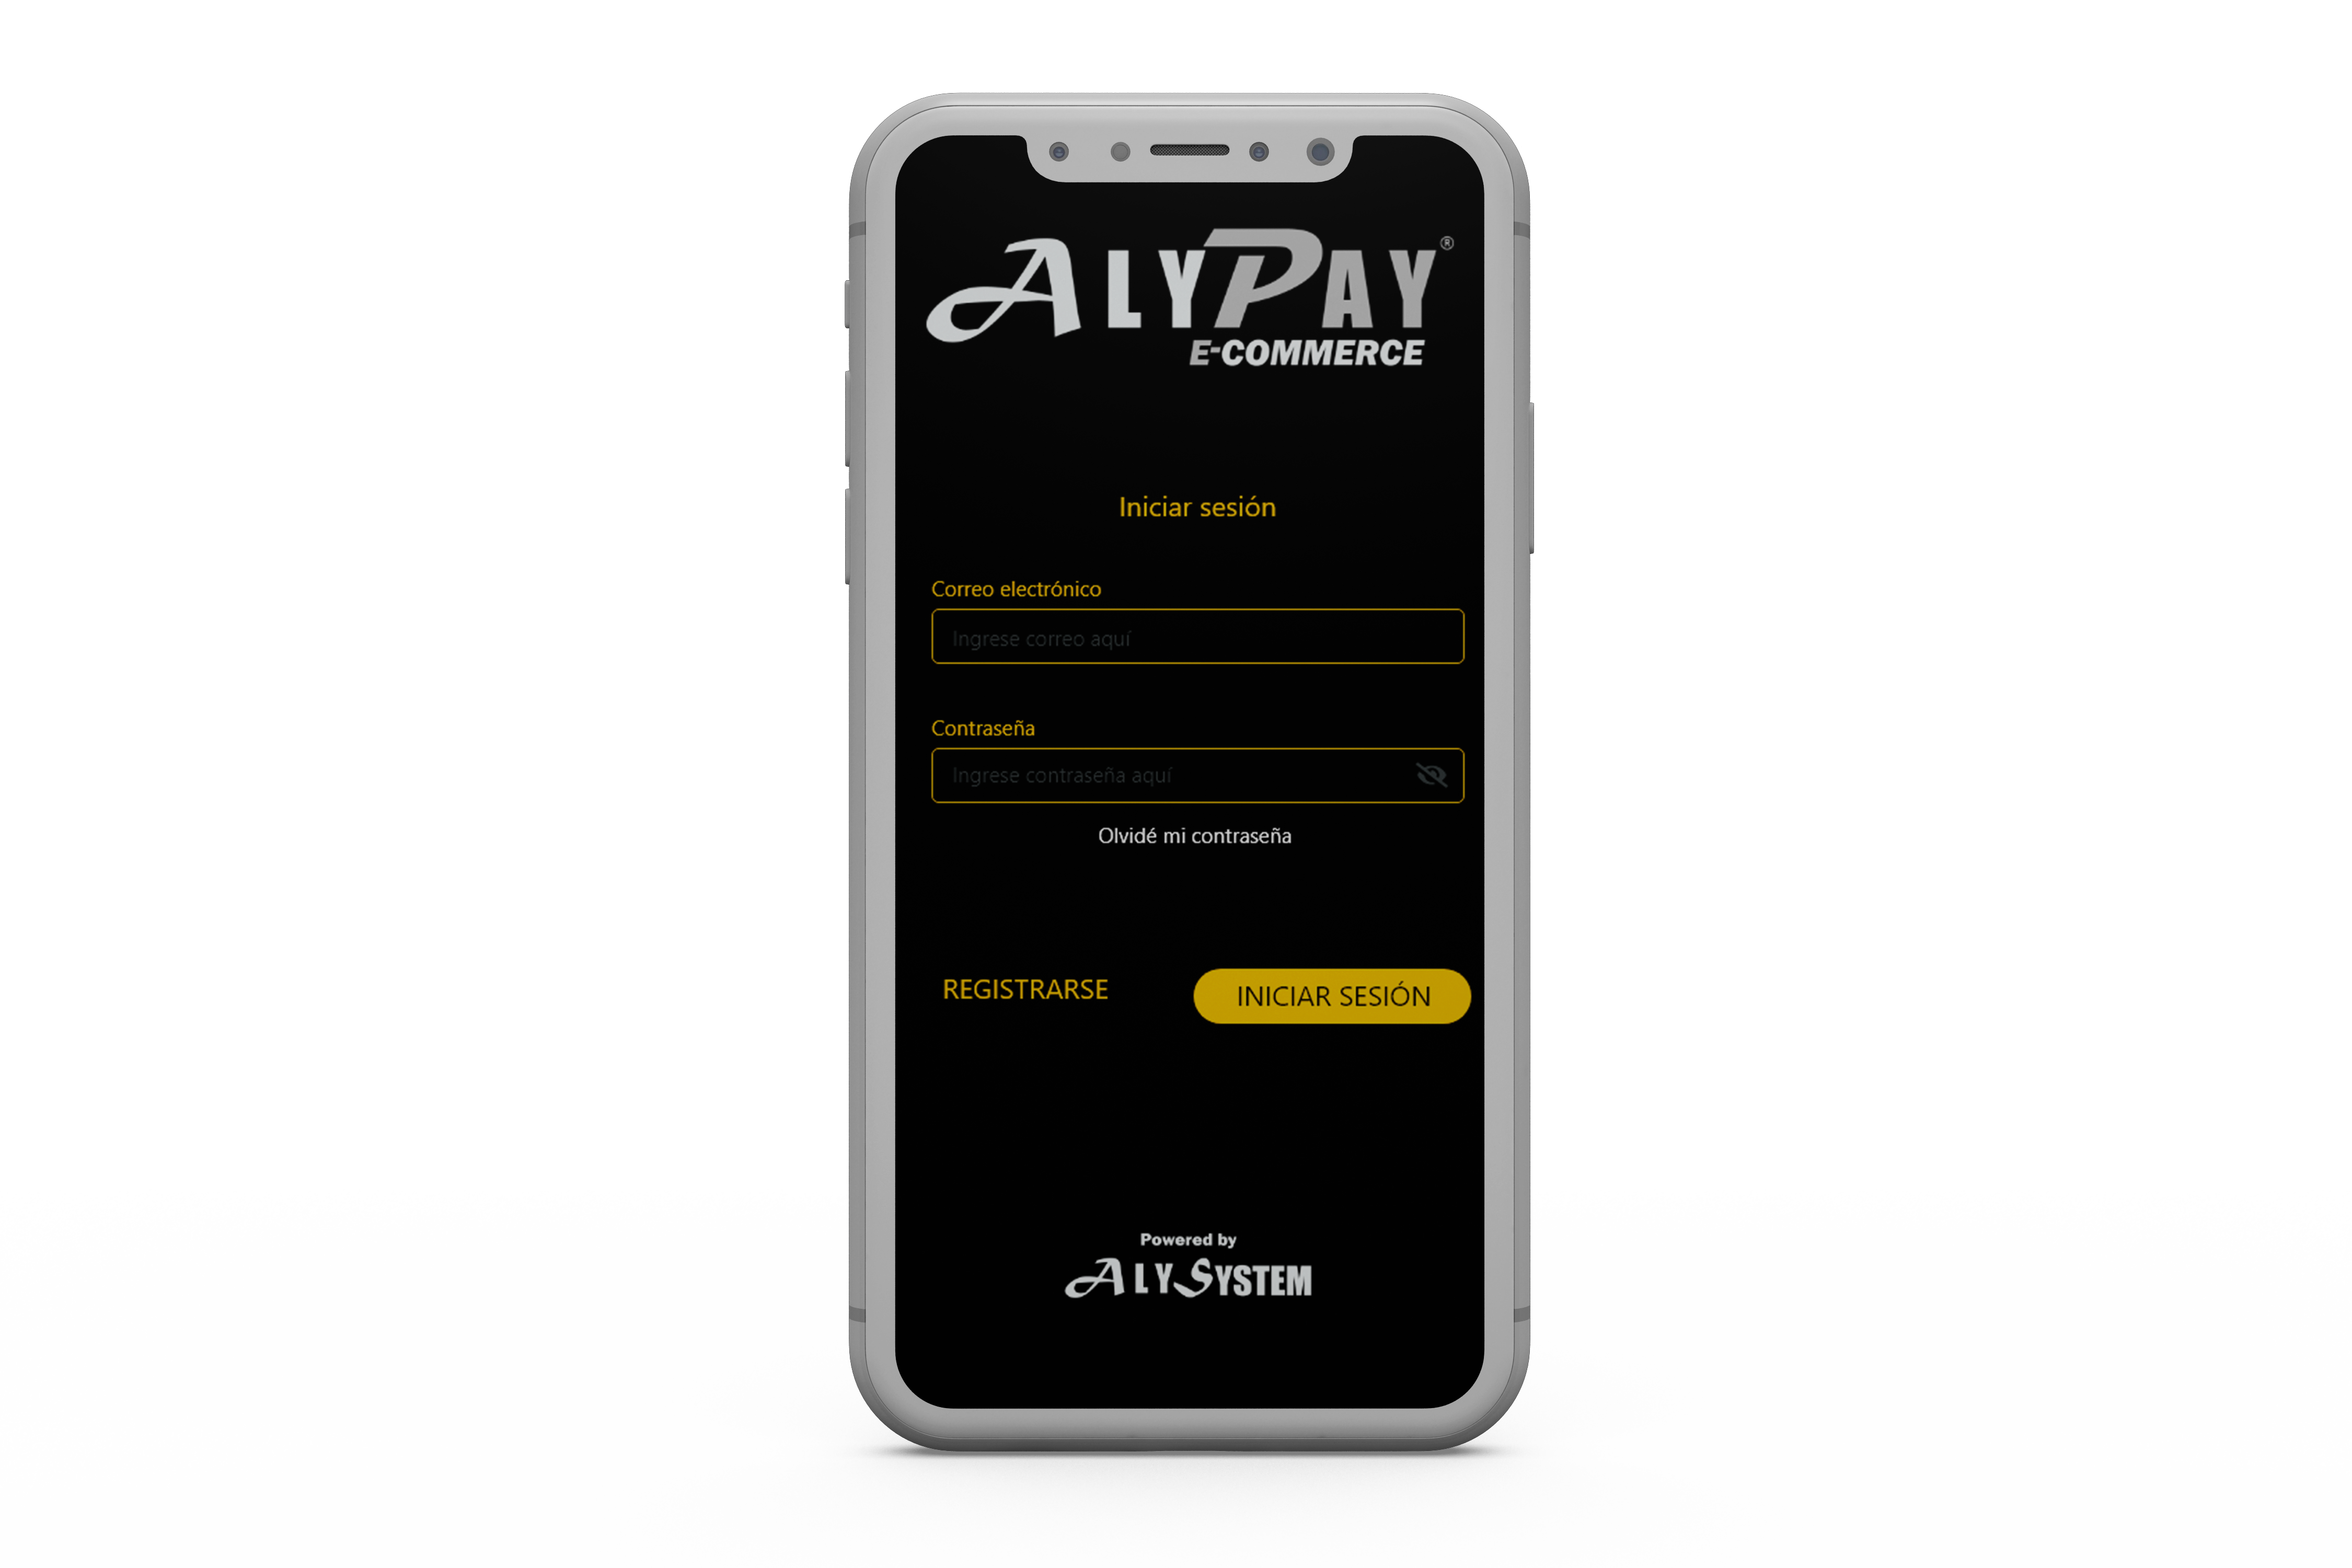 ALYPAY®
E-COMMERCE
Iniciar sesión
Correo electrónico
Ingrese correo aquí
Contraseña
Ingrese contraseña aquí
Olvidé mi contraseña
REGISTRARSE
INICIAR SESIÓN
Powered by
ALYSYSTEM